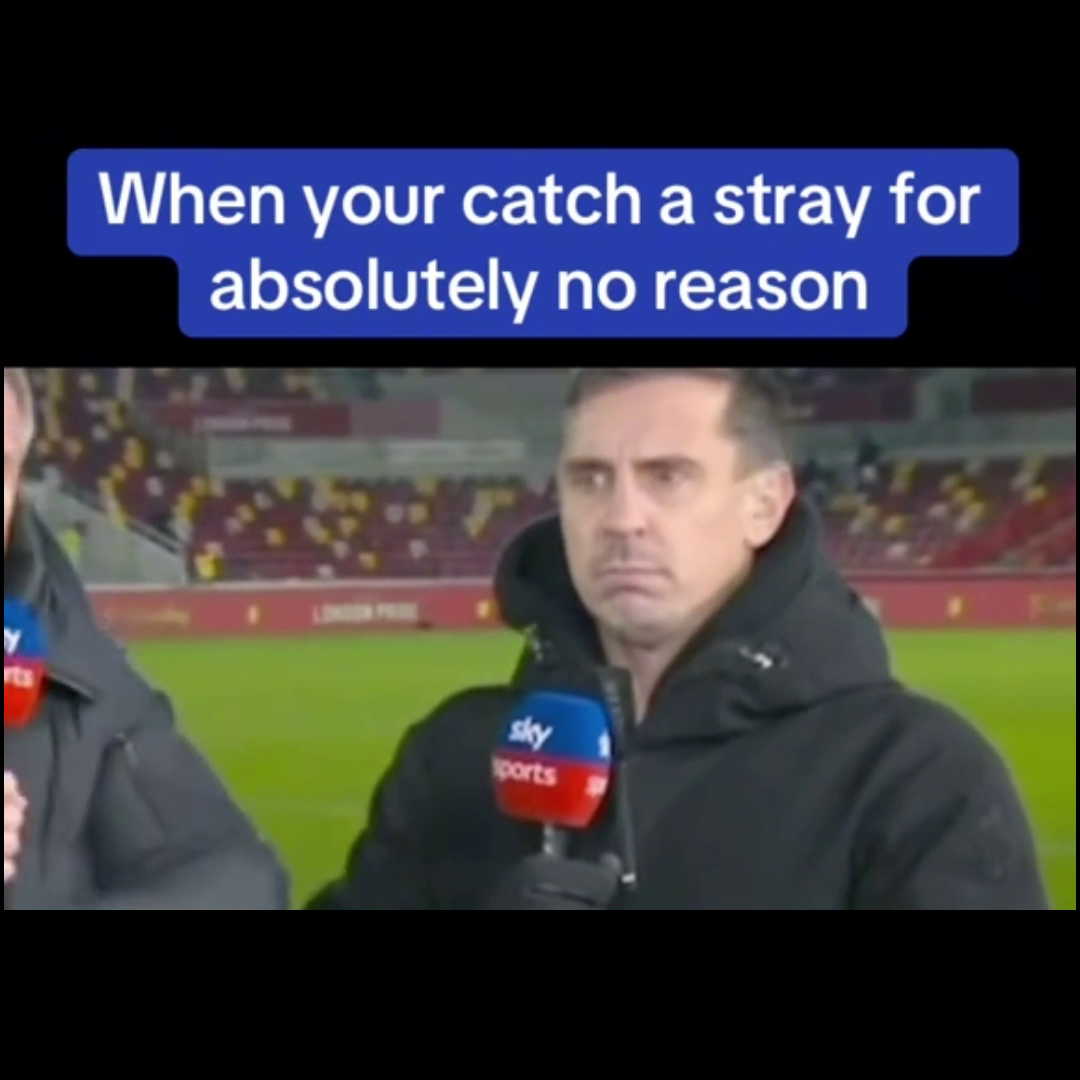 When your catch a stray for
absolutely no reason
LONDON PRIDE
sky
sports